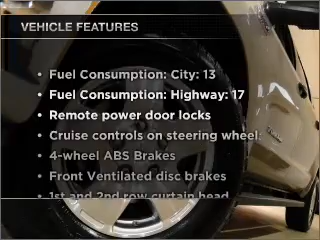 VEHICLE FEATURES
• Fuel Consumption: City: 13
• Fuel Consumption: Highway: 17
• Remote power door locks
• Cruise controls on steering wheel
• 4-wheel ABS Brakes
• Front Ventilated disc brakes
• 1st and 2nd row curtain head